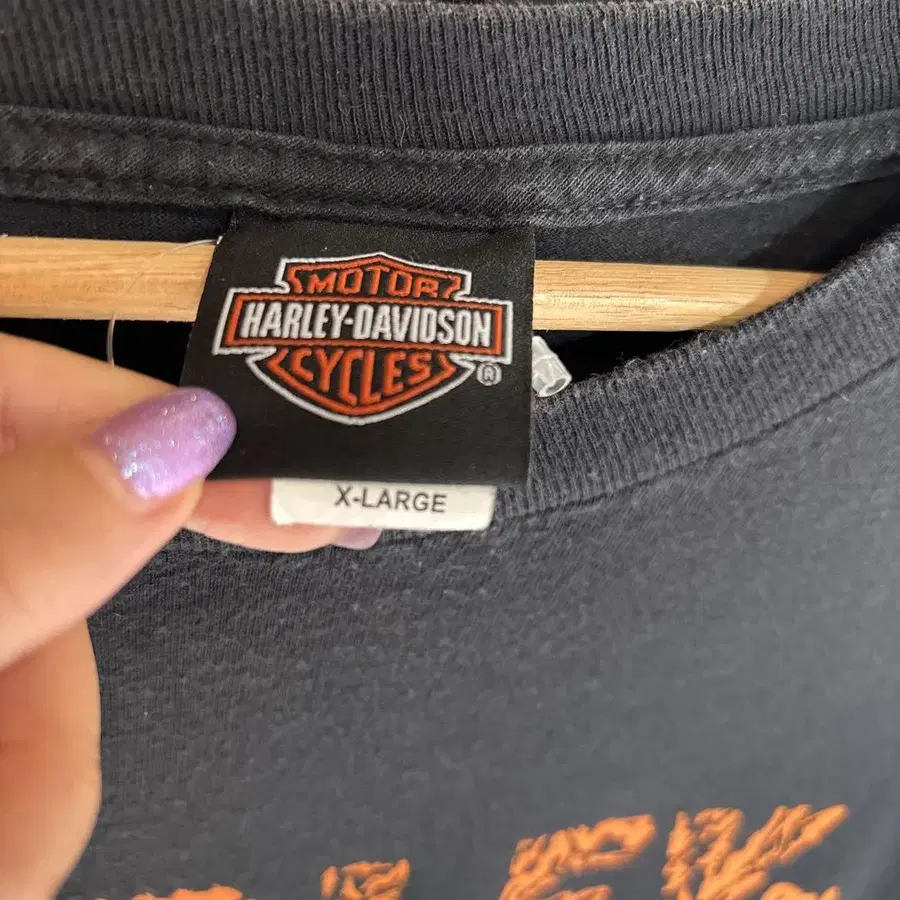 MOTOR
HARLEY-DAVIDSON
CYCLES
®
X-LARGE